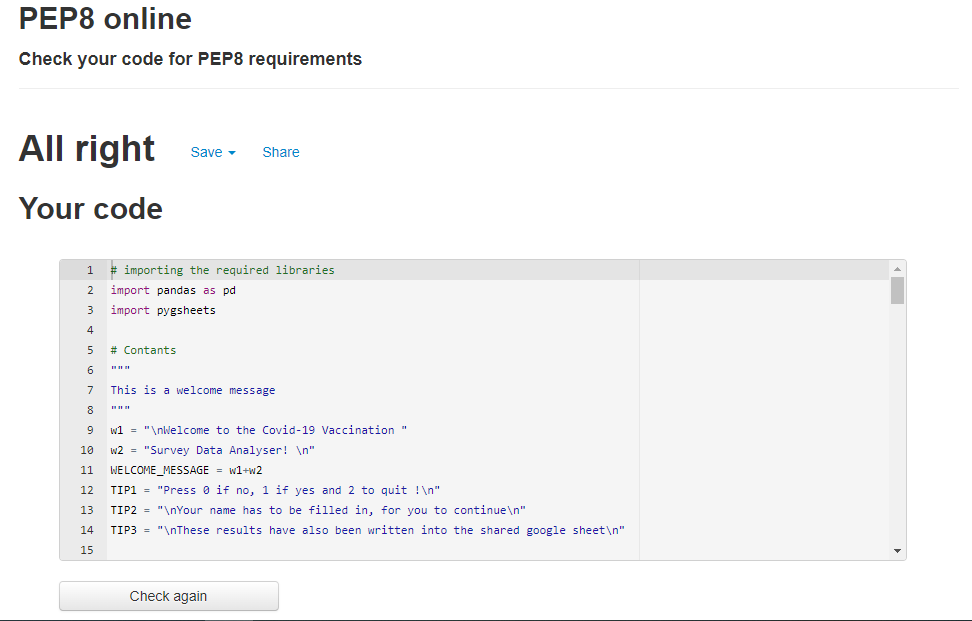 PEP8 online
Check your code for PEP8 requirements
All right Save Share
Your code
1 # importing the required libraries
2 import pandas as pd
3 import pygsheets
4
5 # Contants
6 """
7 This is a welcome message
8 """
9 w1 = "\nWelcome to the Covid-19 Vaccination "
10 w2 = "Survey Data Analyser! \n"
11 WELCOME_MESSAGE = w1+w2
12 TIP1 = "Press 0 if no, 1 if yes and 2 to quit !\n"
13 TIP2 = "\nYour name has to be filled in, for you to continue\n"
14 TIP3 = "\nThese results have also been written into the shared google sheet\n"
15
Check again